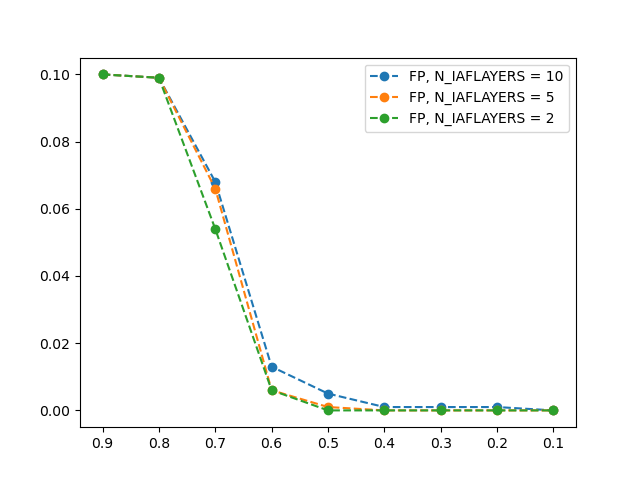 FP, N_IAFLAYERS = 10
FP, N_IAFLAYERS = 5
FP, N_IAFLAYERS = 2
0.10
0.08
0.06
0.04
0.02
0.00
0.9 0.8 0.7 0.6 0.5 0.4 0.3 0.2 0.1